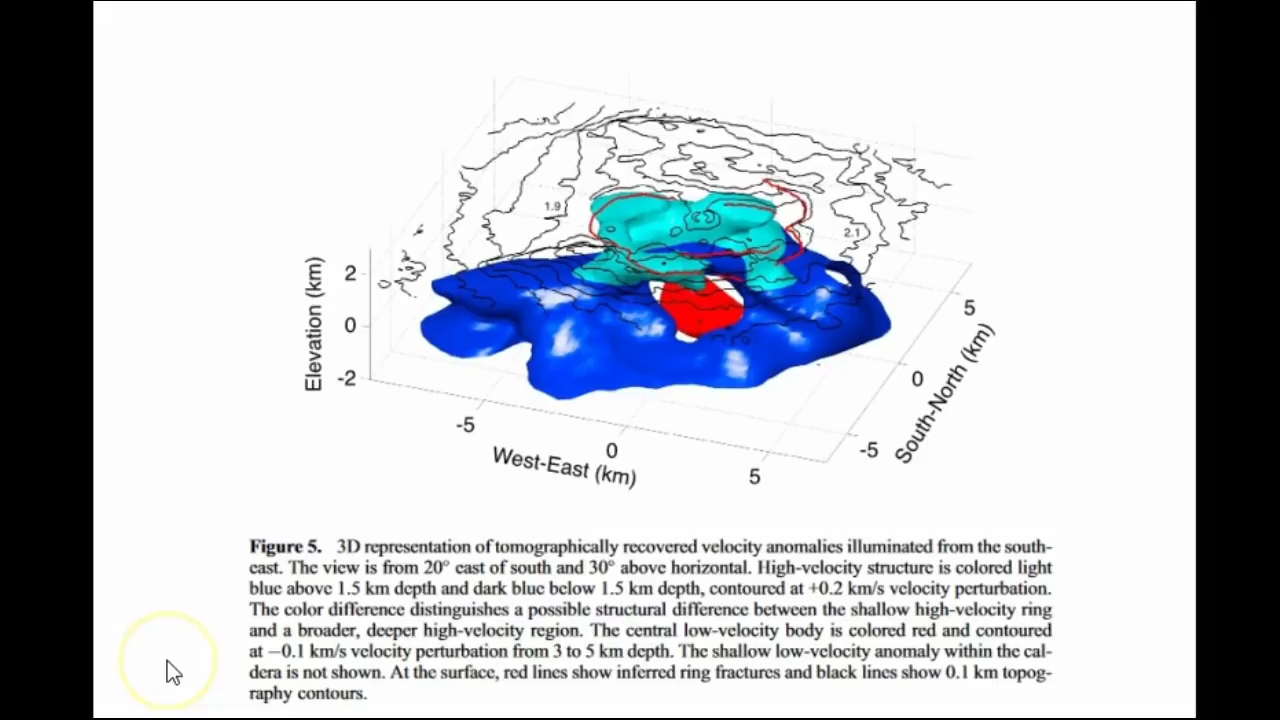 1.9
2.1
Elevation (km)
2
0
-2
-5
0
5
West-East (km)
5
0
-5
South-North (km)
Figure 5. 3D representation of tomographically recovered velocity anomalies illuminated from the south-
east. The view is from 20° east of south and 30° above horizontal. High-velocity structure is colored light
blue above 1.5 km depth and dark blue below 1.5 km depth, contoured at +0.2 km/s velocity perturbation.
The color difference distinguishes a possible structural difference between the shallow high-velocity ring
and a broader, deeper high-velocity region. The central low-velocity body is colored red and contoured
at −0.1 km/s velocity perturbation from 3 to 5 km depth. The shallow low-velocity anomaly within the cal-
dera is not shown. At the surface, red lines show inferred ring fractures and black lines show 0.1 km topog-
raphy contours.